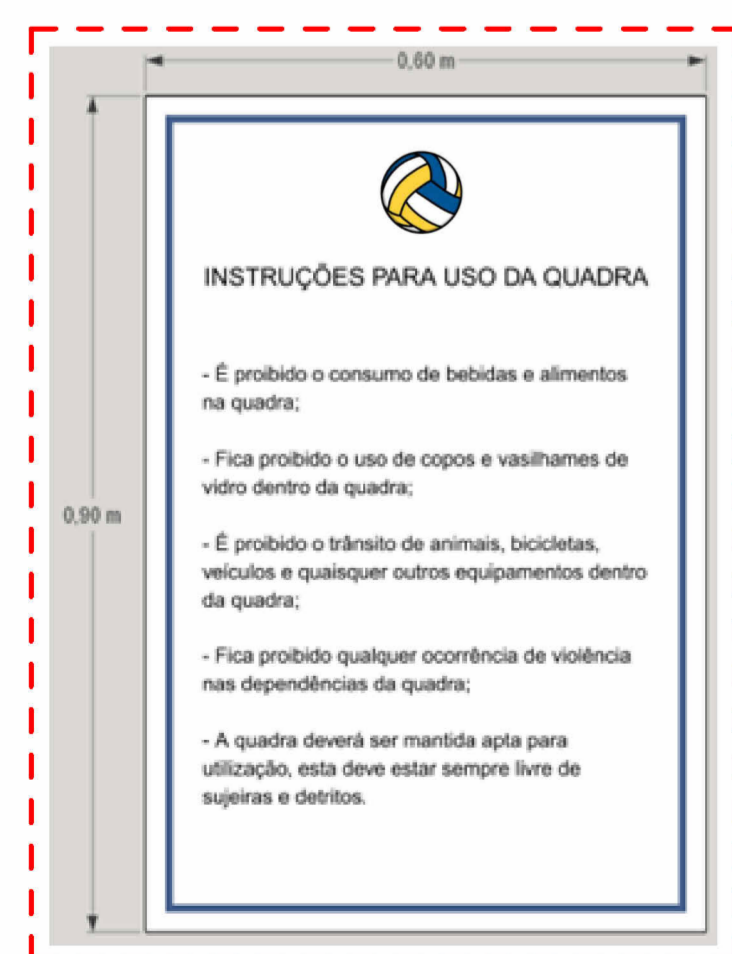 0,60 m
INSTRUÇÕES PARA USO DA QUADRA
- É proibido o consumo de bebidas e alimentos
na quadra;
- Fica proibido o uso de copos e vasilhames de
vidro dentro da quadra;
0,90 m
- É proibido o trânsito de animais, bicicletas,
veículos e quaisquer outros equipamentos dentro
da quadra;
- Fica proibido qualquer ocorrência de violência
nas dependências da quadra;
- A quadra deverá ser mantida apta para
utilização, esta deve estar sempre livre de
sujeiras e detritos.